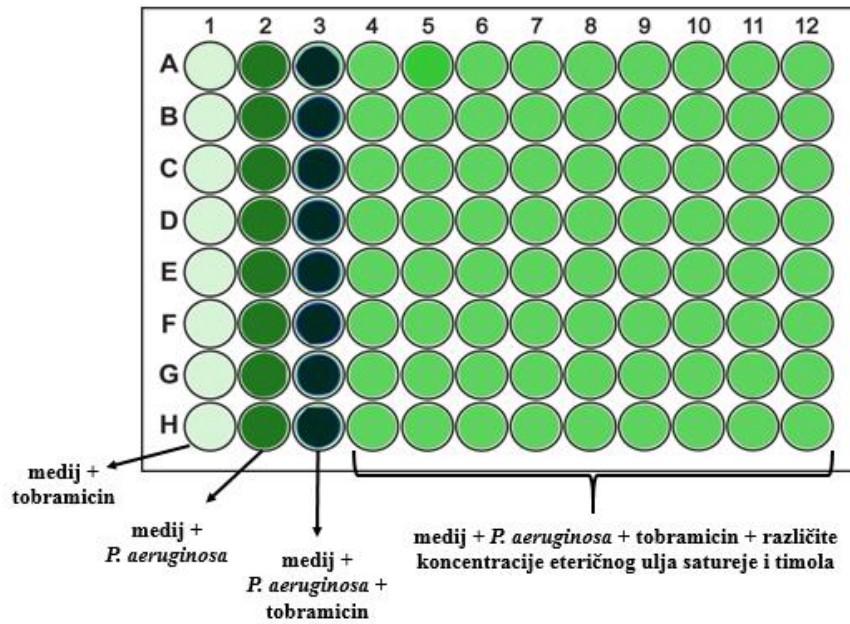 1 2 3 4 5 6 7 8 9 10 11 12
A
B
C
D
E
F
G
H
medij +
tobramicin
medij +
P. aeruginosa
medij +
P. aeruginosa +
tobramicin
medij + P. aeruginosa + tobramicin + različite
koncentracije eteričnog ulja satureje i timola